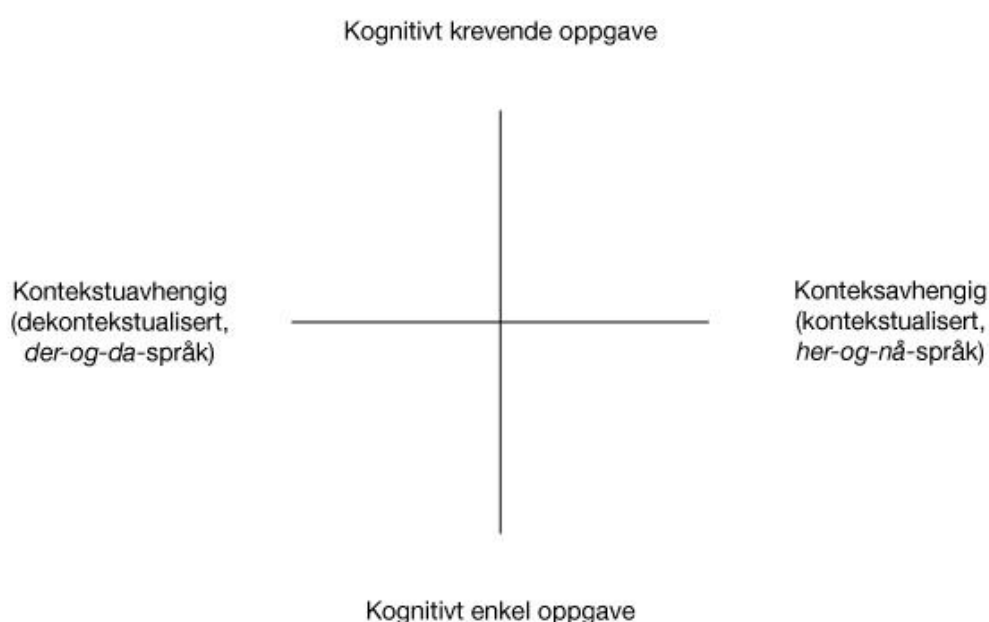 Kognitivt krevende oppgave
Kontekstuavhengig
(dekontekstualisert,
der-og-da-språk)
Konteksavhengig
(kontekstualisert,
her-og-nå-språk)
Kognitivt enkel oppgave